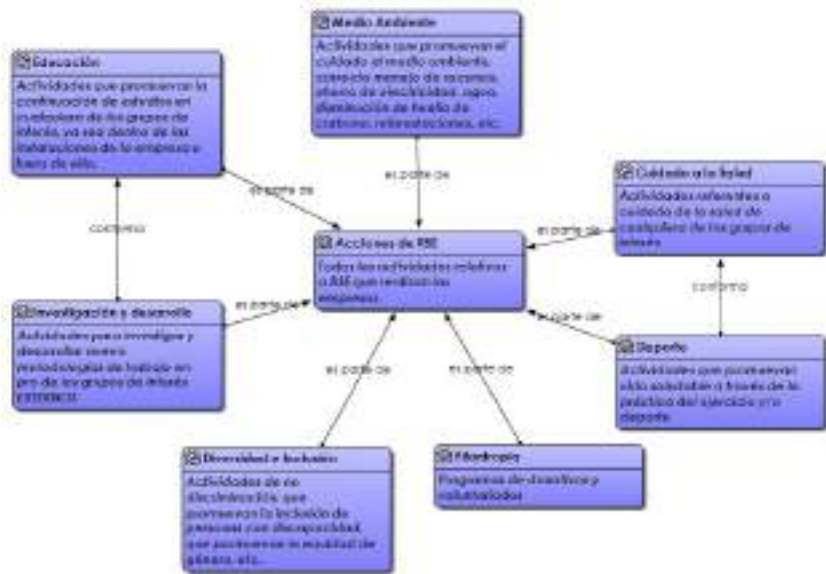 Medio Ambiente
Actividades que promuevan el
cuidado al medio ambiente,
correcto manejo de recursos,
ahorro de electricidad, agua,
disminución de huella de
carbono, reforestaciones, etc.
Educación
Actividades que promuevan la
continuación de estudios en
cualquiera de los grupos de
interés, ya sea dentro de las
instalaciones de la empresa o
fuera de ella.
Cuidado a la Salud
Actividades referentes a
cuidado de la salud de
cualquiera de los grupos de
interés
es parte de
es parte de
es parte de
conforma
Acciones de RSE
Todas las actividades relativas
a RSE que realizan las
empresas.
conforma
Investigación y desarrollo
Actividades para investigar y
desarrollar nuevas
metodologías de trabajo en
pro de los grupos de interés
es parte de
es parte de
Deporte
Actividades que promuevan
vida saludable a través de la
práctica del ejercicio y/o
deporte
es parte de
es parte de
Diversidad e Inclusión
Actividades de no
discriminación, que
promuevan la inclusión de
personas con discapacidad,
que promuevan la equidad de
género, etc.
Filantropía
Programas de donativos y
voluntariados